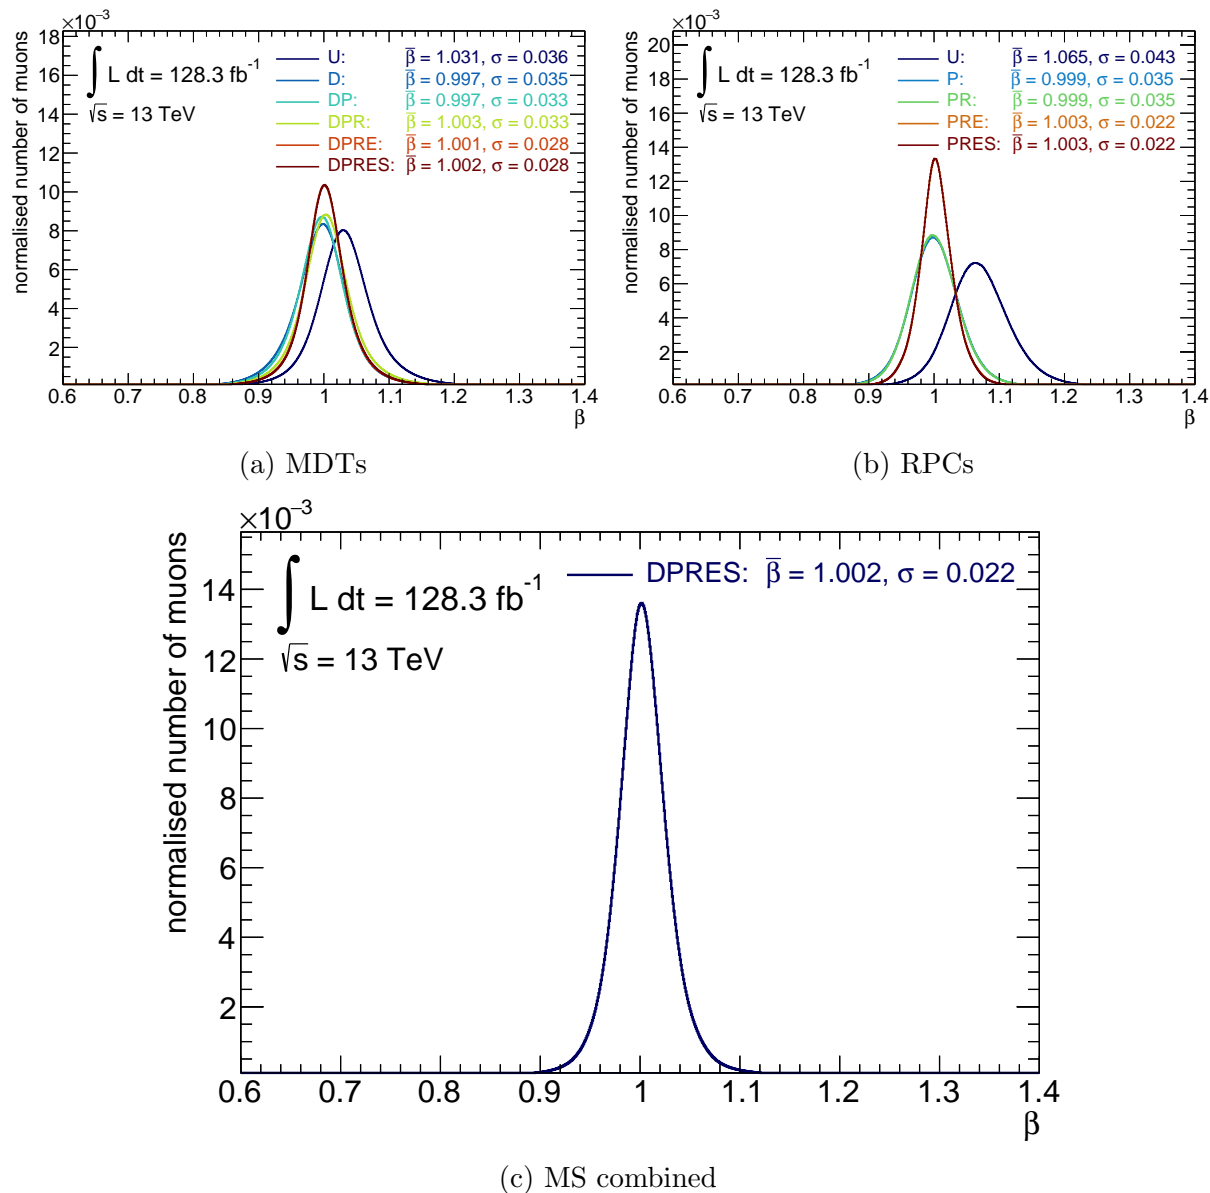 ×10⁻³
normalised number of muons
18
16
14
12
10
8
6
4
2
∫ L dt = 128.3 fb⁻¹
√s = 13 TeV
U: β̄ = 1.031, σ = 0.036
D: β̄ = 0.997, σ = 0.035
DP: β̄ = 0.997, σ = 0.033
DPR: β̄ = 1.003, σ = 0.033
DPRE: β̄ = 1.001, σ = 0.028
DPRES: β̄ = 1.002, σ = 0.028
0.6 0.7 0.8 0.9 1 1.1 1.2 1.3 1.4
β
(a) MDTs
×10⁻³
normalised number of muons
20
18
16
14
12
10
8
6
4
2
∫ L dt = 128.3 fb⁻¹
√s = 13 TeV
U: β̄ = 1.065, σ = 0.043
P: β̄ = 0.999, σ = 0.035
PR: β̄ = 0.999, σ = 0.035
PRE: β̄ = 1.003, σ = 0.022
PRES: β̄ = 1.003, σ = 0.022
0.6 0.7 0.8 0.9 1 1.1 1.2 1.3 1.4
β
(b) RPCs
×10⁻³
normalised number of muons
14
12
10
8
6
4
2
∫ L dt = 128.3 fb⁻¹
√s = 13 TeV
DPRES: β̄ = 1.002, σ = 0.022
0.6 0.7 0.8 0.9 1 1.1 1.2 1.3 1.4
β
(c) MS combined